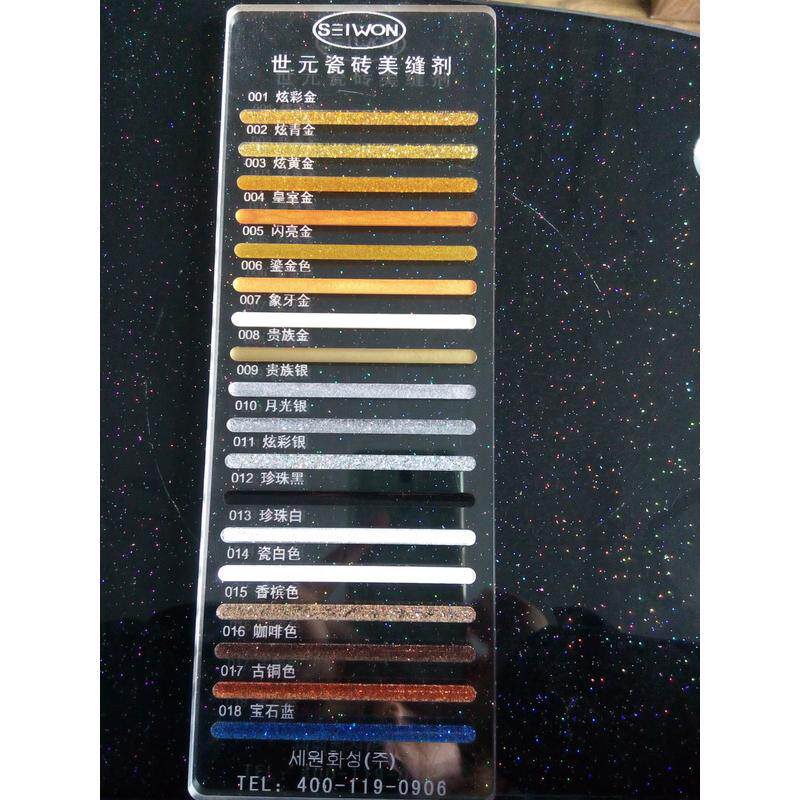 SEIWON
世元瓷砖美缝剂
001 炫彩金
002 炫青金
003 炫黄金
004 皇室金
005 闪亮金
006 鎏金色
007 象牙金
008 贵族金
009 贵族银
010 月光银
011 炫彩银
012 珍珠黑
013 珍珠白
014 瓷白色
015 香槟色
016 咖啡色
017 古铜色
018 宝石蓝
세원화성(주)
TEL: 400-119-0906